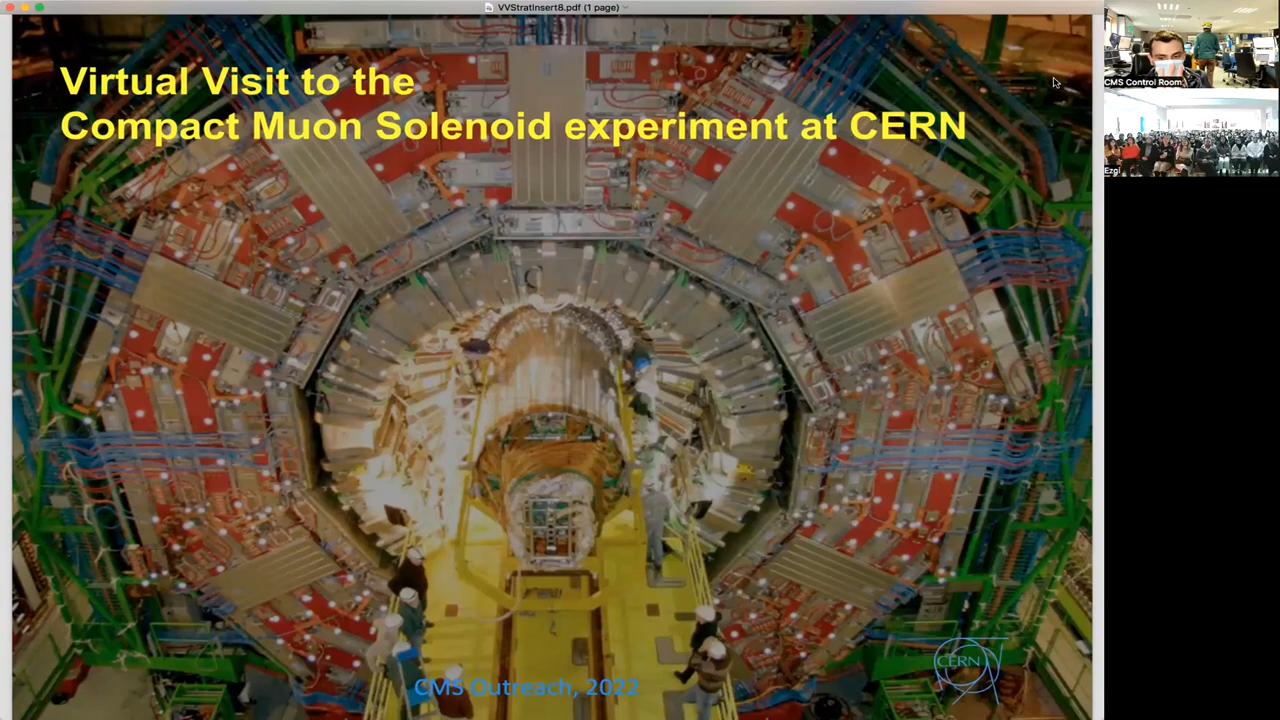 VVStratInsert8.pdf (1 page)
Virtual Visit to the
Compact Muon Solenoid experiment at CERN
CMS Control Room
Ezgi
CERN
CMS Outreach, 2022